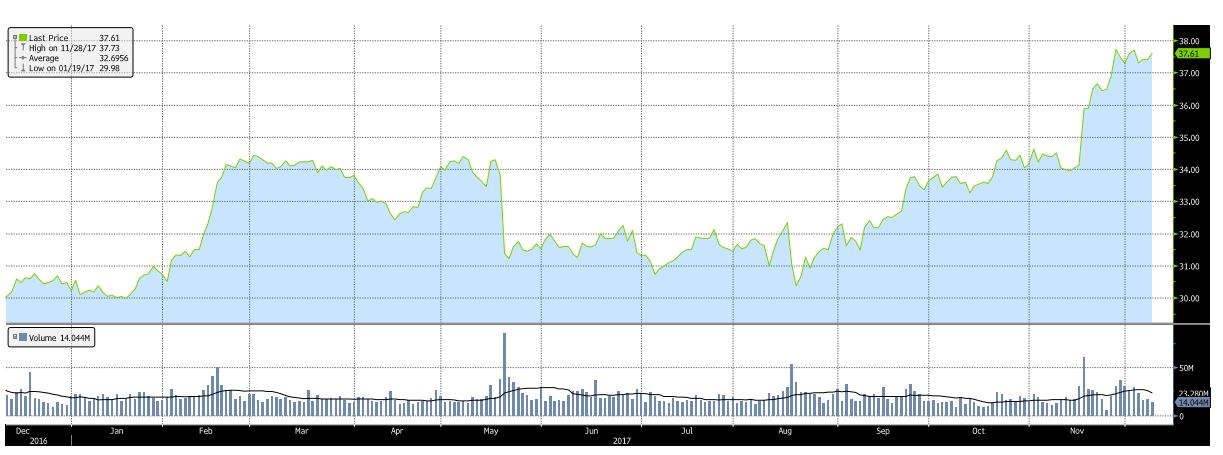 Last Price 37.61
High on 11/28/17 37.73
Average 32.6956
Low on 01/19/17 29.98
38.00
37.61
37.00
36.00
35.00
34.00
33.00
32.00
31.00
30.00
Volume 14.044M
50M
23.280M
14.044M
0
Dec Jan Feb Mar Apr May Jun Jul Aug Sep Oct Nov
2016 2017